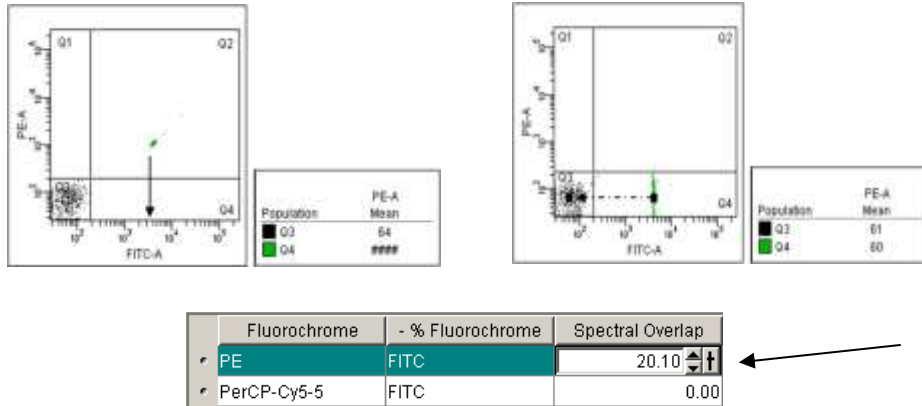 Q1
Q2
PE-A
Q4
FITC-A
Population
PE-A
Mean
Q3 64
Q4 ####
Q1
Q2
PE-A
Q3
Q4
FITC-A
Population
PE-A
Mean
Q3 61
Q4 60
Fluorochrome - % Fluorochrome Spectral Overlap
PE FITC 20.10
PerCP-Cy5-5 FITC 0.00